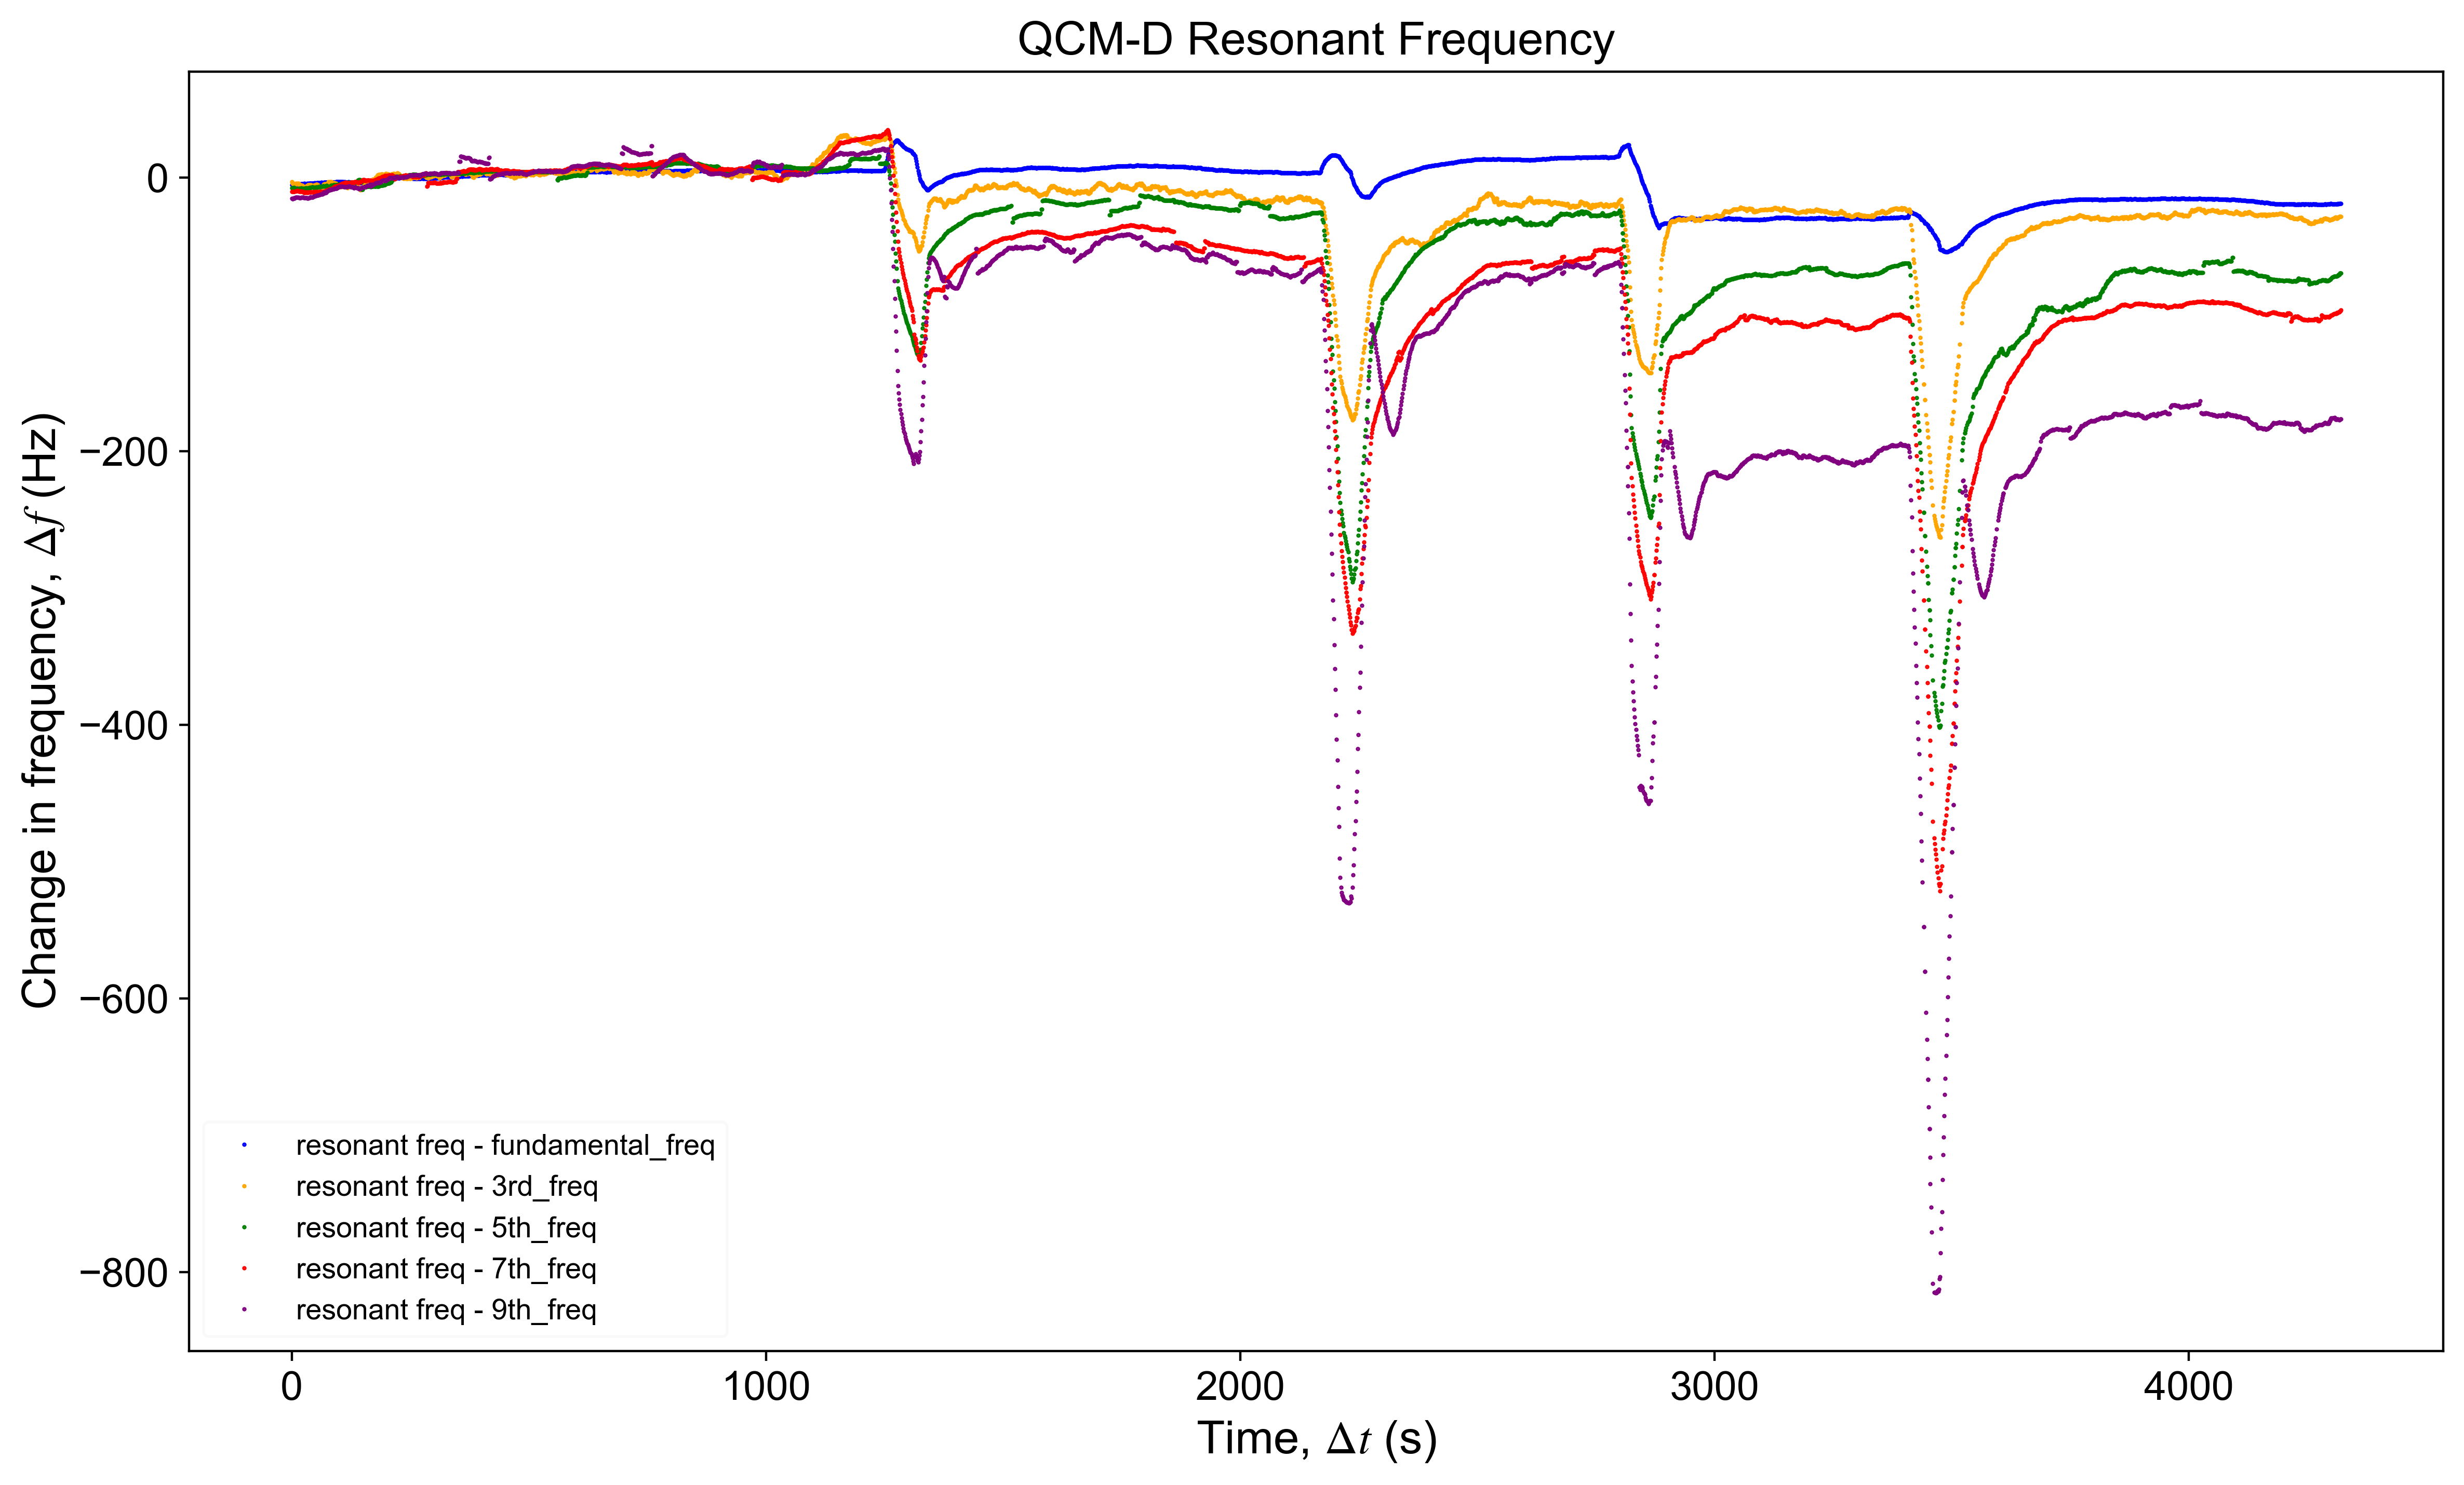 QCM-D Resonant Frequency
Change in frequency, Δf (Hz)
0
−200
−400
−600
−800
resonant freq - fundamental_freq
resonant freq - 3rd_freq
resonant freq - 5th_freq
resonant freq - 7th_freq
resonant freq - 9th_freq
0 1000 2000 3000 4000
Time, Δt (s)